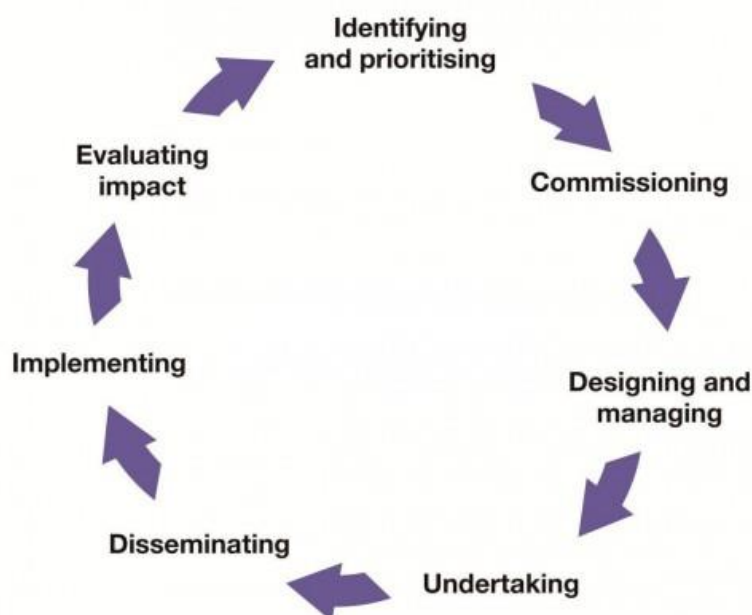 Identifying
and prioritising
Commissioning
Designing and
managing
Undertaking
Disseminating
Implementing
Evaluating
impact